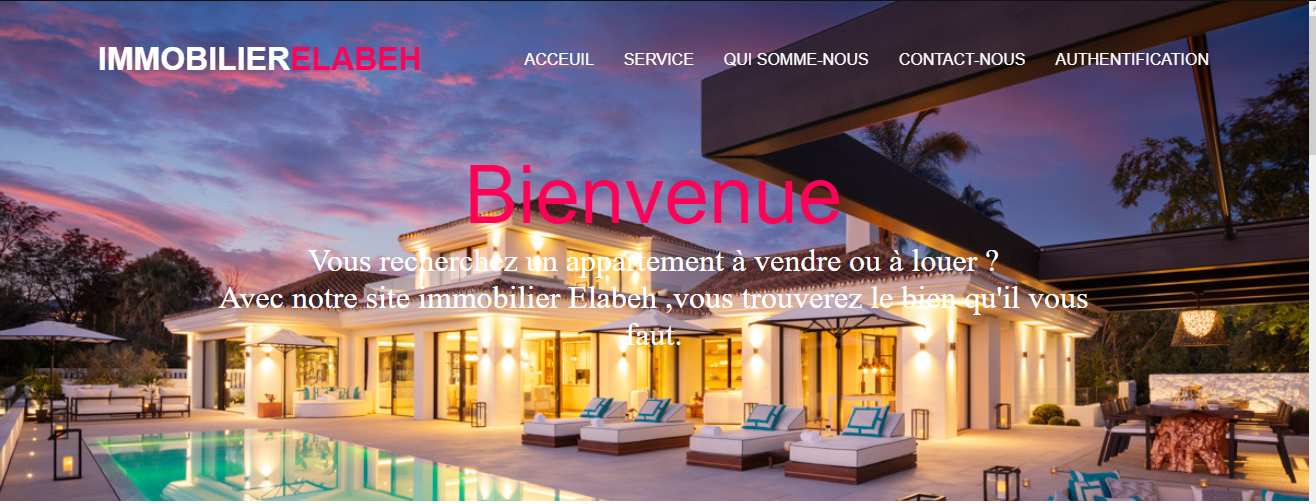 IMMOBILIERELABEH
ACCEUIL SERVICE QUI SOMME-NOUS CONTACT-NOUS AUTHENTIFICATION
Bienvenue
Vous recherchez un appartement à vendre ou à louer ?
Avec notre site immobilier Elabeh ,vous trouverez le bien qu'il vous
faut.